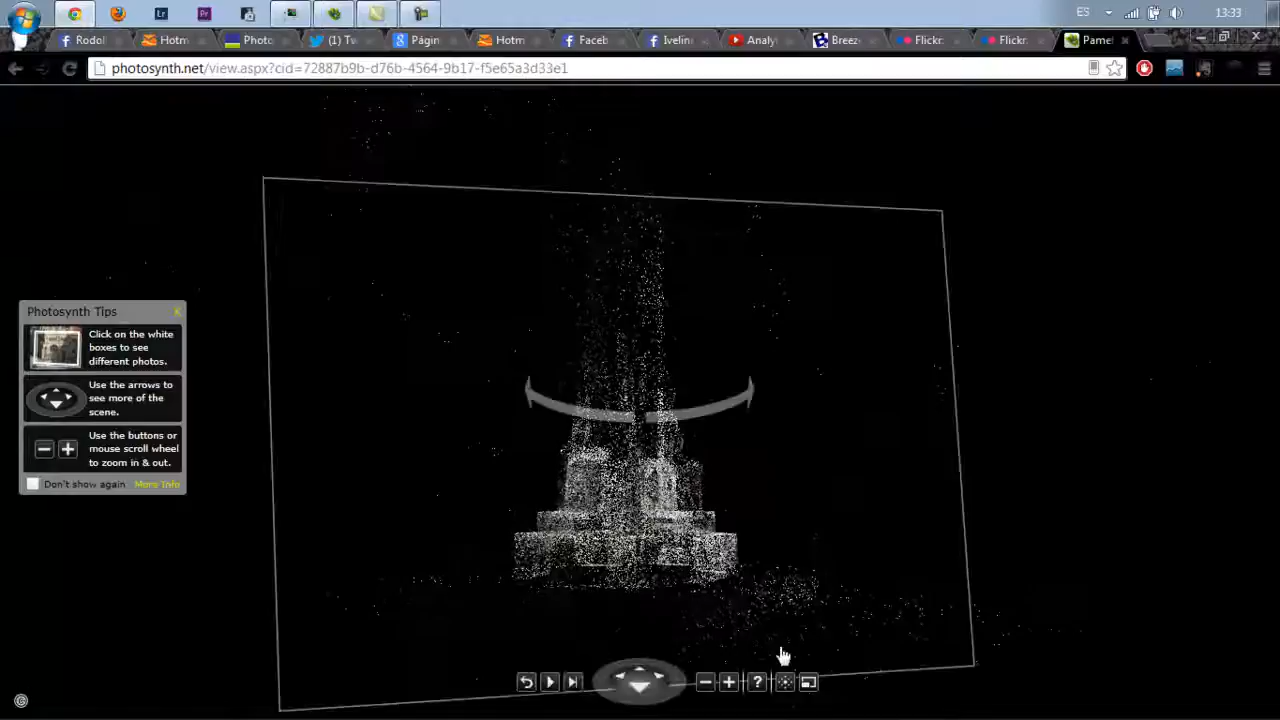 Lr
Pr
ES
13:33
Rodol
Hotm
Photo
(1) Tw
Págin
Hotm
Faceb
Ivelin
Analy
Breez
Flickr.
Flickr.
Pamel
photosynth.net/view.aspx?cid=72887b9b-d76b-4564-9b17-f5e65a3d33e1
Photosynth Tips
X
Click on the white
boxes to see
different photos.
Use the arrows to
see more of the
scene.
Use the buttons or
mouse scroll wheel
to zoom in & out.
Don't show again
More Info
?